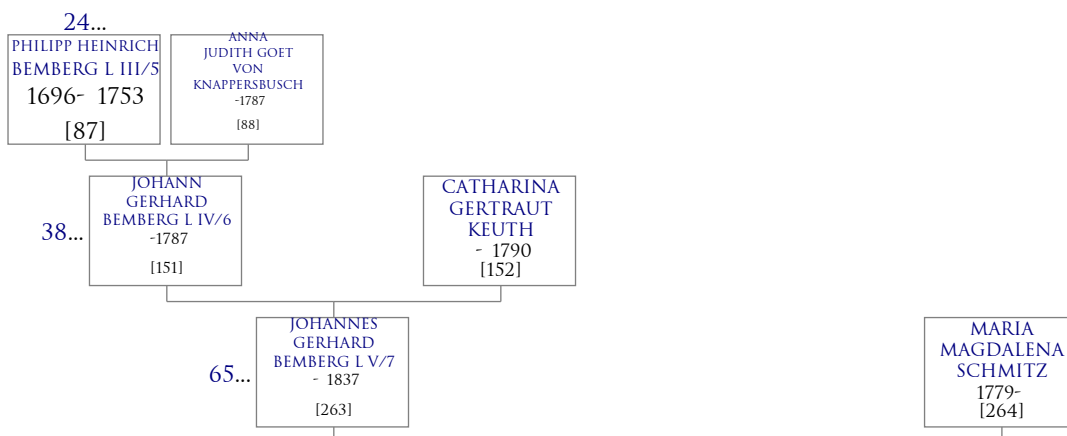 24...
PHILIPP HEINRICH
BEMBERG L III/5
1696- 1753
[87]
ANNA
JUDITH GOET
VON
KNAPPERSBUSCH
-1787
[88]
38...
JOHANN
GERHARD
BEMBERG L IV/6
-1787
[151]
CATHARINA
GERTRAUT
KEUTH
- 1790
[152]
65...
JOHANNES
GERHARD
BEMBERG L V/7
- 1837
[263]
MARIA
MAGDALENA
SCHMITZ
1779-
[264]